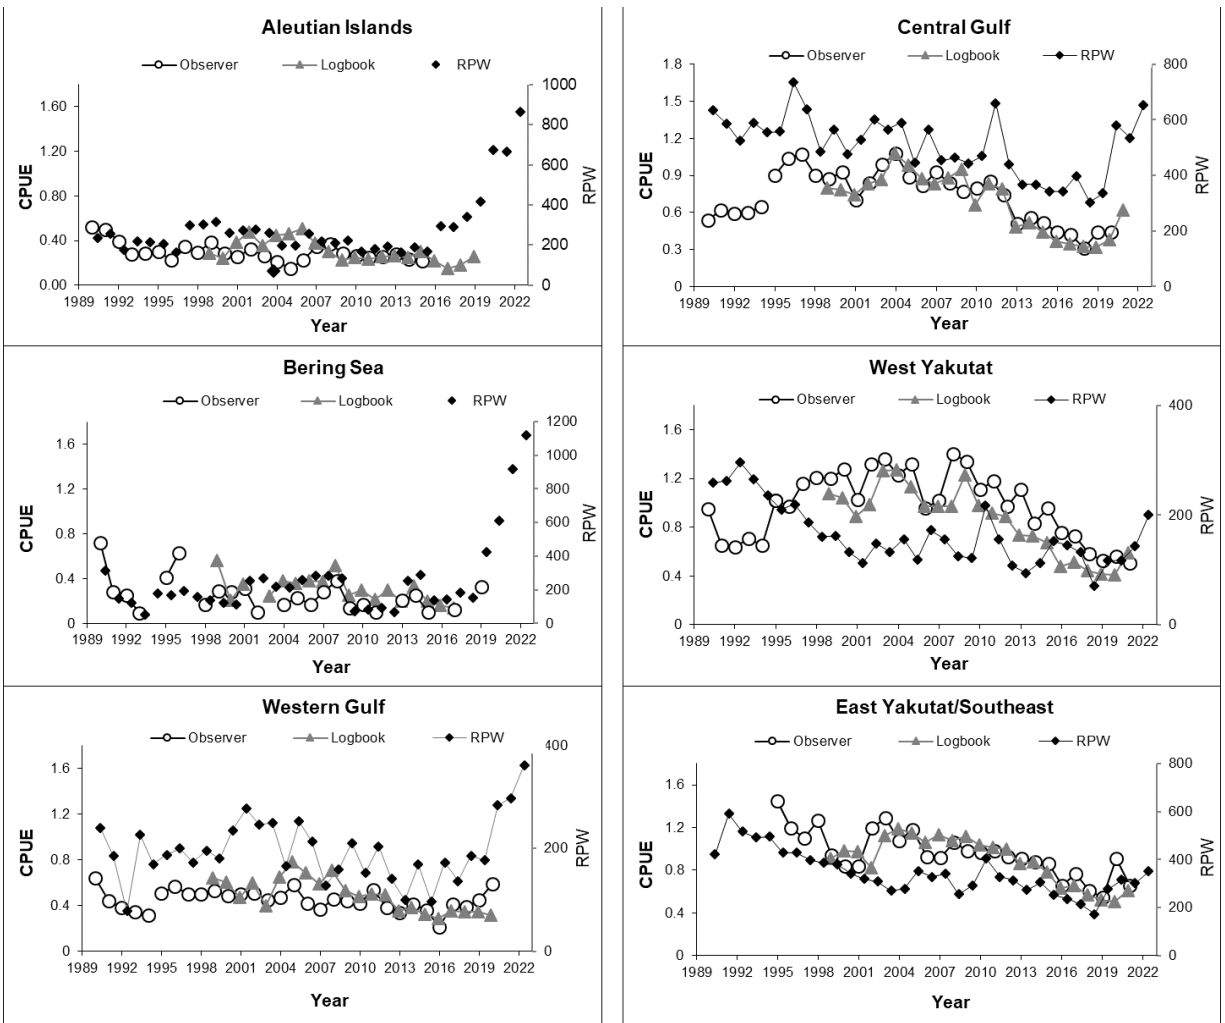 Aleutian Islands
Observer Logbook RPW
1000
1.60
800
1.20
600
0.80
400
0.40
200
0.00
0
CPUE
RPW
1989 1992 1995 1998 2001 2004 2007 2010 2013 2016 2019 2022
Year
Central Gulf
Observer Logbook RPW
1.8
800
1.5
600
1.2
0.9
400
0.6
200
0.3
0
0
CPUE
RPW
1989 1992 1995 1998 2001 2004 2007 2010 2013 2016 2019 2022
Year
Bering Sea
Observer Logbook RPW
1200
1.6
1000
1.2
800
600
0.8
400
0.4
200
0
0
CPUE
RPW
1989 1992 1995 1998 2001 2004 2007 2010 2013 2016 2019 2022
Year
West Yakutat
Observer Logbook RPW
400
1.6
1.2
200
0.8
0.4
0
0
CPUE
RPW
1989 1992 1995 1998 2001 2004 2007 2010 2013 2016 2019 2022
Year
Western Gulf
Observer Logbook RPW
400
1.6
1.2
200
0.8
0.4
0
0
CPUE
RPW
1989 1992 1995 1998 2001 2004 2007 2010 2013 2016 2019 2022
Year
East Yakutat/Southeast
Observer Logbook RPW
800
1.6
600
1.2
400
0.8
200
0.4
0
0
CPUE
RPW
1989 1992 1995 1998 2001 2004 2007 2010 2013 2016 2019 2022
Year